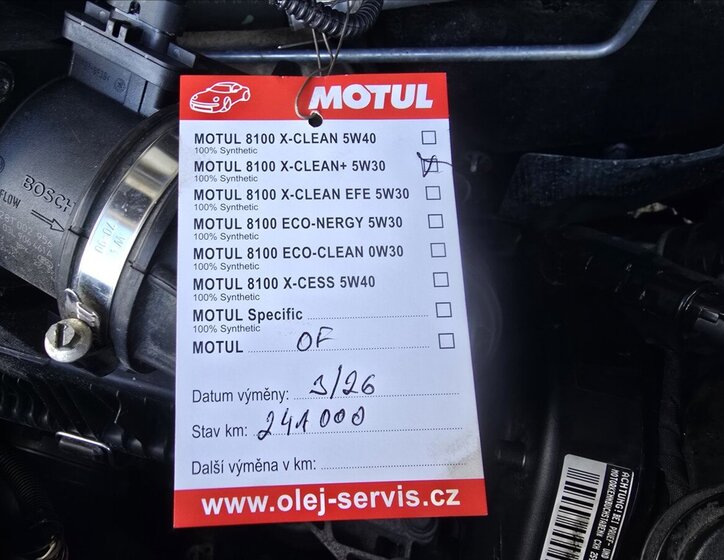 MOTUL
MOTUL 8100 X-CLEAN 5W40
100% Synthetic
MOTUL 8100 X-CLEAN+ 5W30
100% Synthetic
MOTUL 8100 X-CLEAN EFE 5W30
100% Synthetic
MOTUL 8100 ECO-NERGY 5W30
100% Synthetic
MOTUL 8100 ECO-CLEAN 0W30
100% Synthetic
MOTUL 8100 X-CESS 5W40
100% Synthetic
MOTUL Specific
100% Synthetic
MOTUL OF
Datum výměny: 3/26
Stav km: 241000
Další výměna v km:
www.olej-servis.cz
BOSCH
FLOW
ACHTUNG!